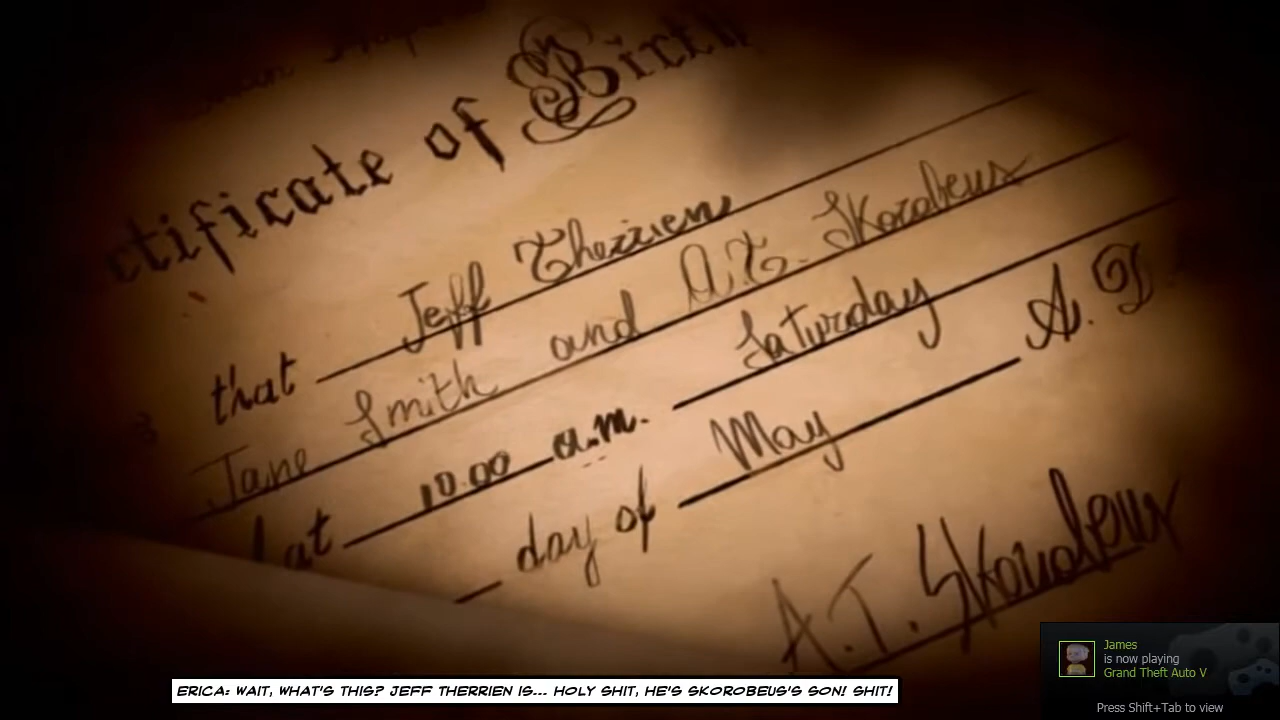 ctificate of Birth
that Jeff Therriens
Jane Smith and A.T. Skorobeus
at 10.00 a.m. Saturday
day of May A. D
A.T. Skorobeus
ERICA: WAIT, WHAT'S THIS? JEFF THERRIEN IS... HOLY SHIT, HE'S SKOROBEUS'S SON! SHIT!
James
is now playing
Grand Theft Auto V
Press Shift+Tab to view